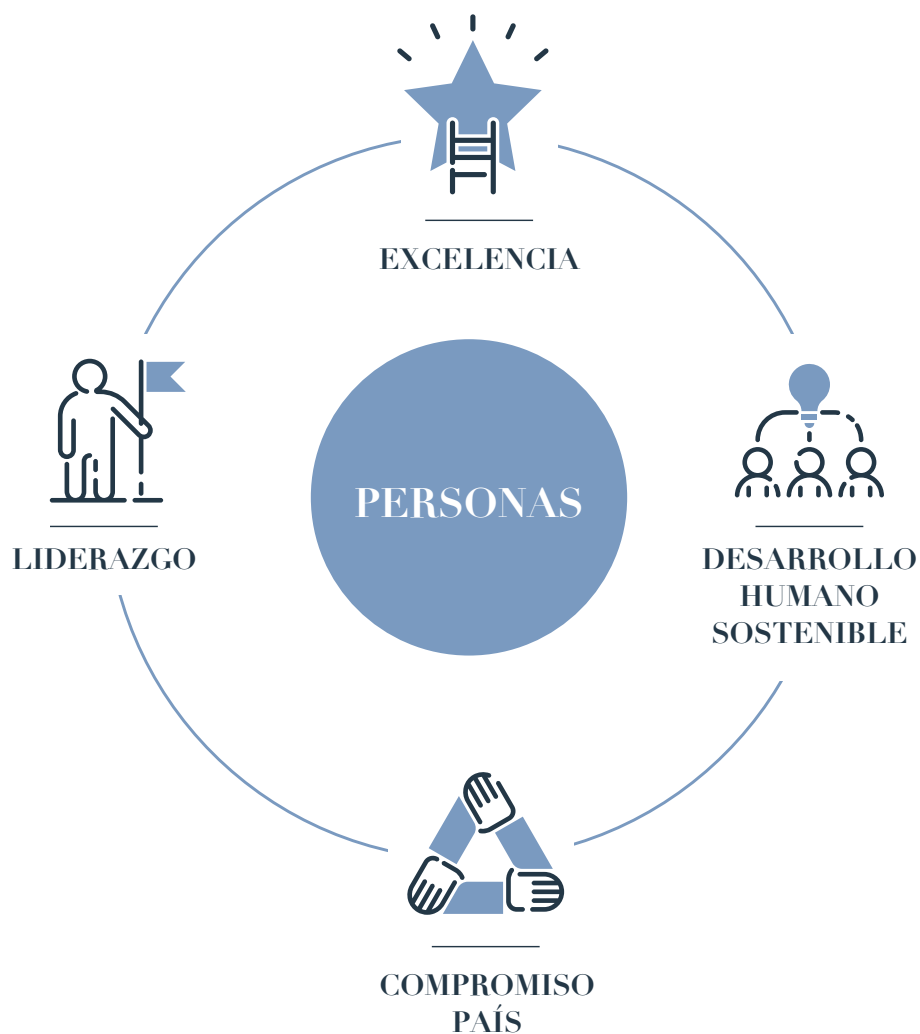 EXCELENCIA
LIDERAZGO
PERSONAS
DESARROLLO
HUMANO
SOSTENIBLE
COMPROMISO
PAÍS